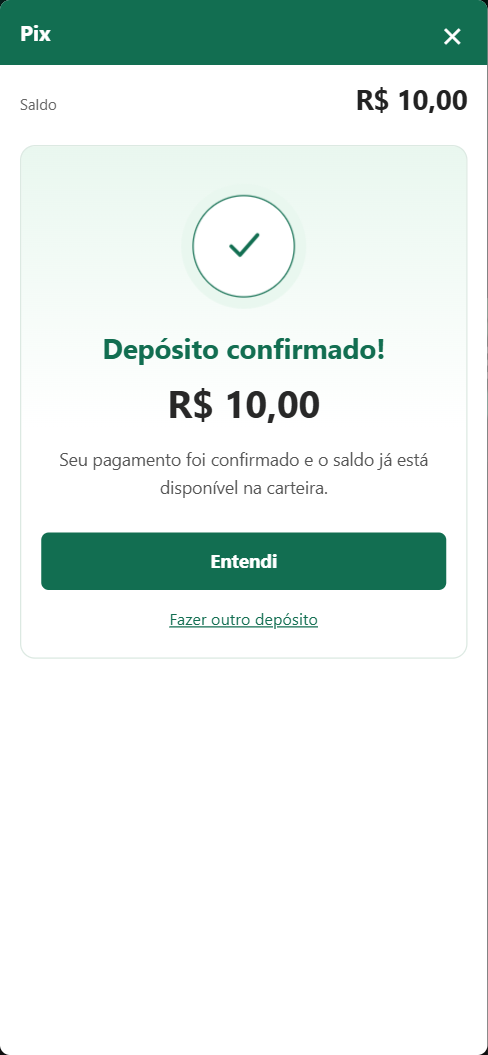 Pix
Saldo
R$ 10,00
Depósito confirmado!
R$ 10,00
Seu pagamento foi confirmado e o saldo já está
disponível na carteira.
Entendi
Fazer outro depósito